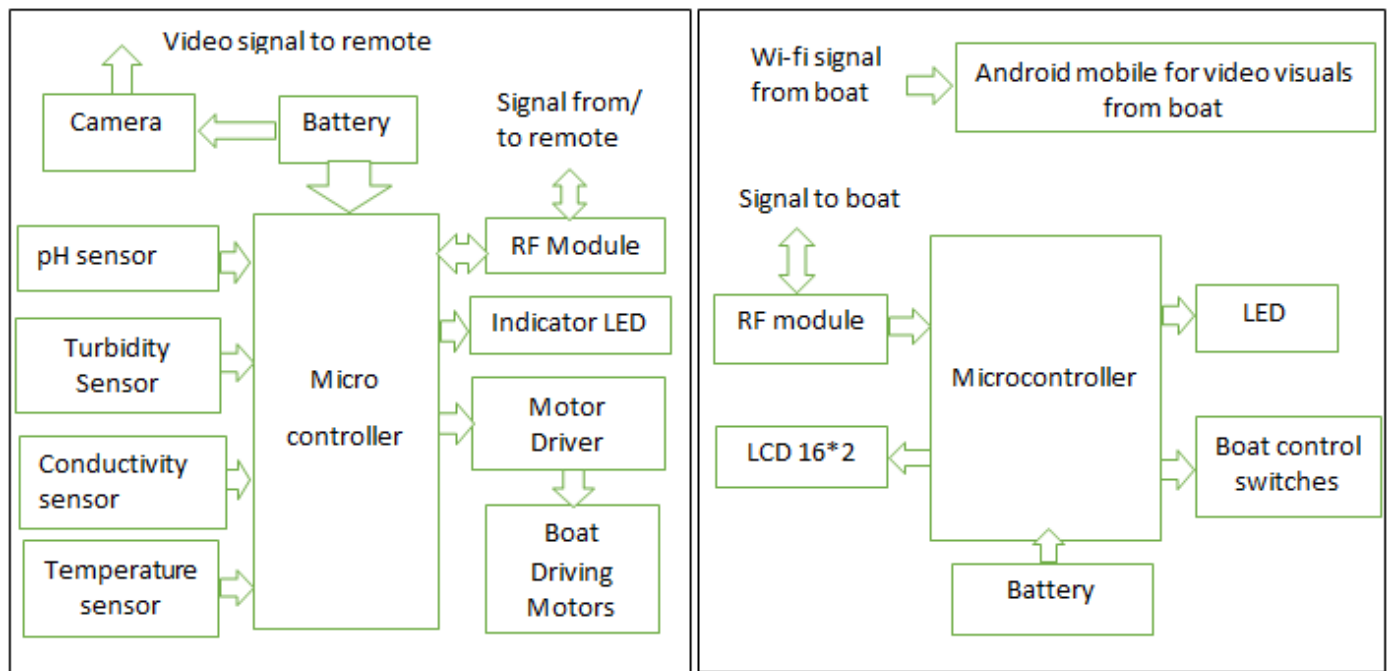 Video signal to remote
Camera
Battery
Signal from/
to remote
pH sensor
RF Module
Turbidity
Sensor
Indicator LED
Micro
controller
Motor
Driver
Conductivity
sensor
Boat
Driving
Motors
Temperature
sensor
Wi-fi signal
from boat
Android mobile for video visuals
from boat
Signal to boat
RF module
LED
Microcontroller
LCD 16*2
Boat control
switches
Battery